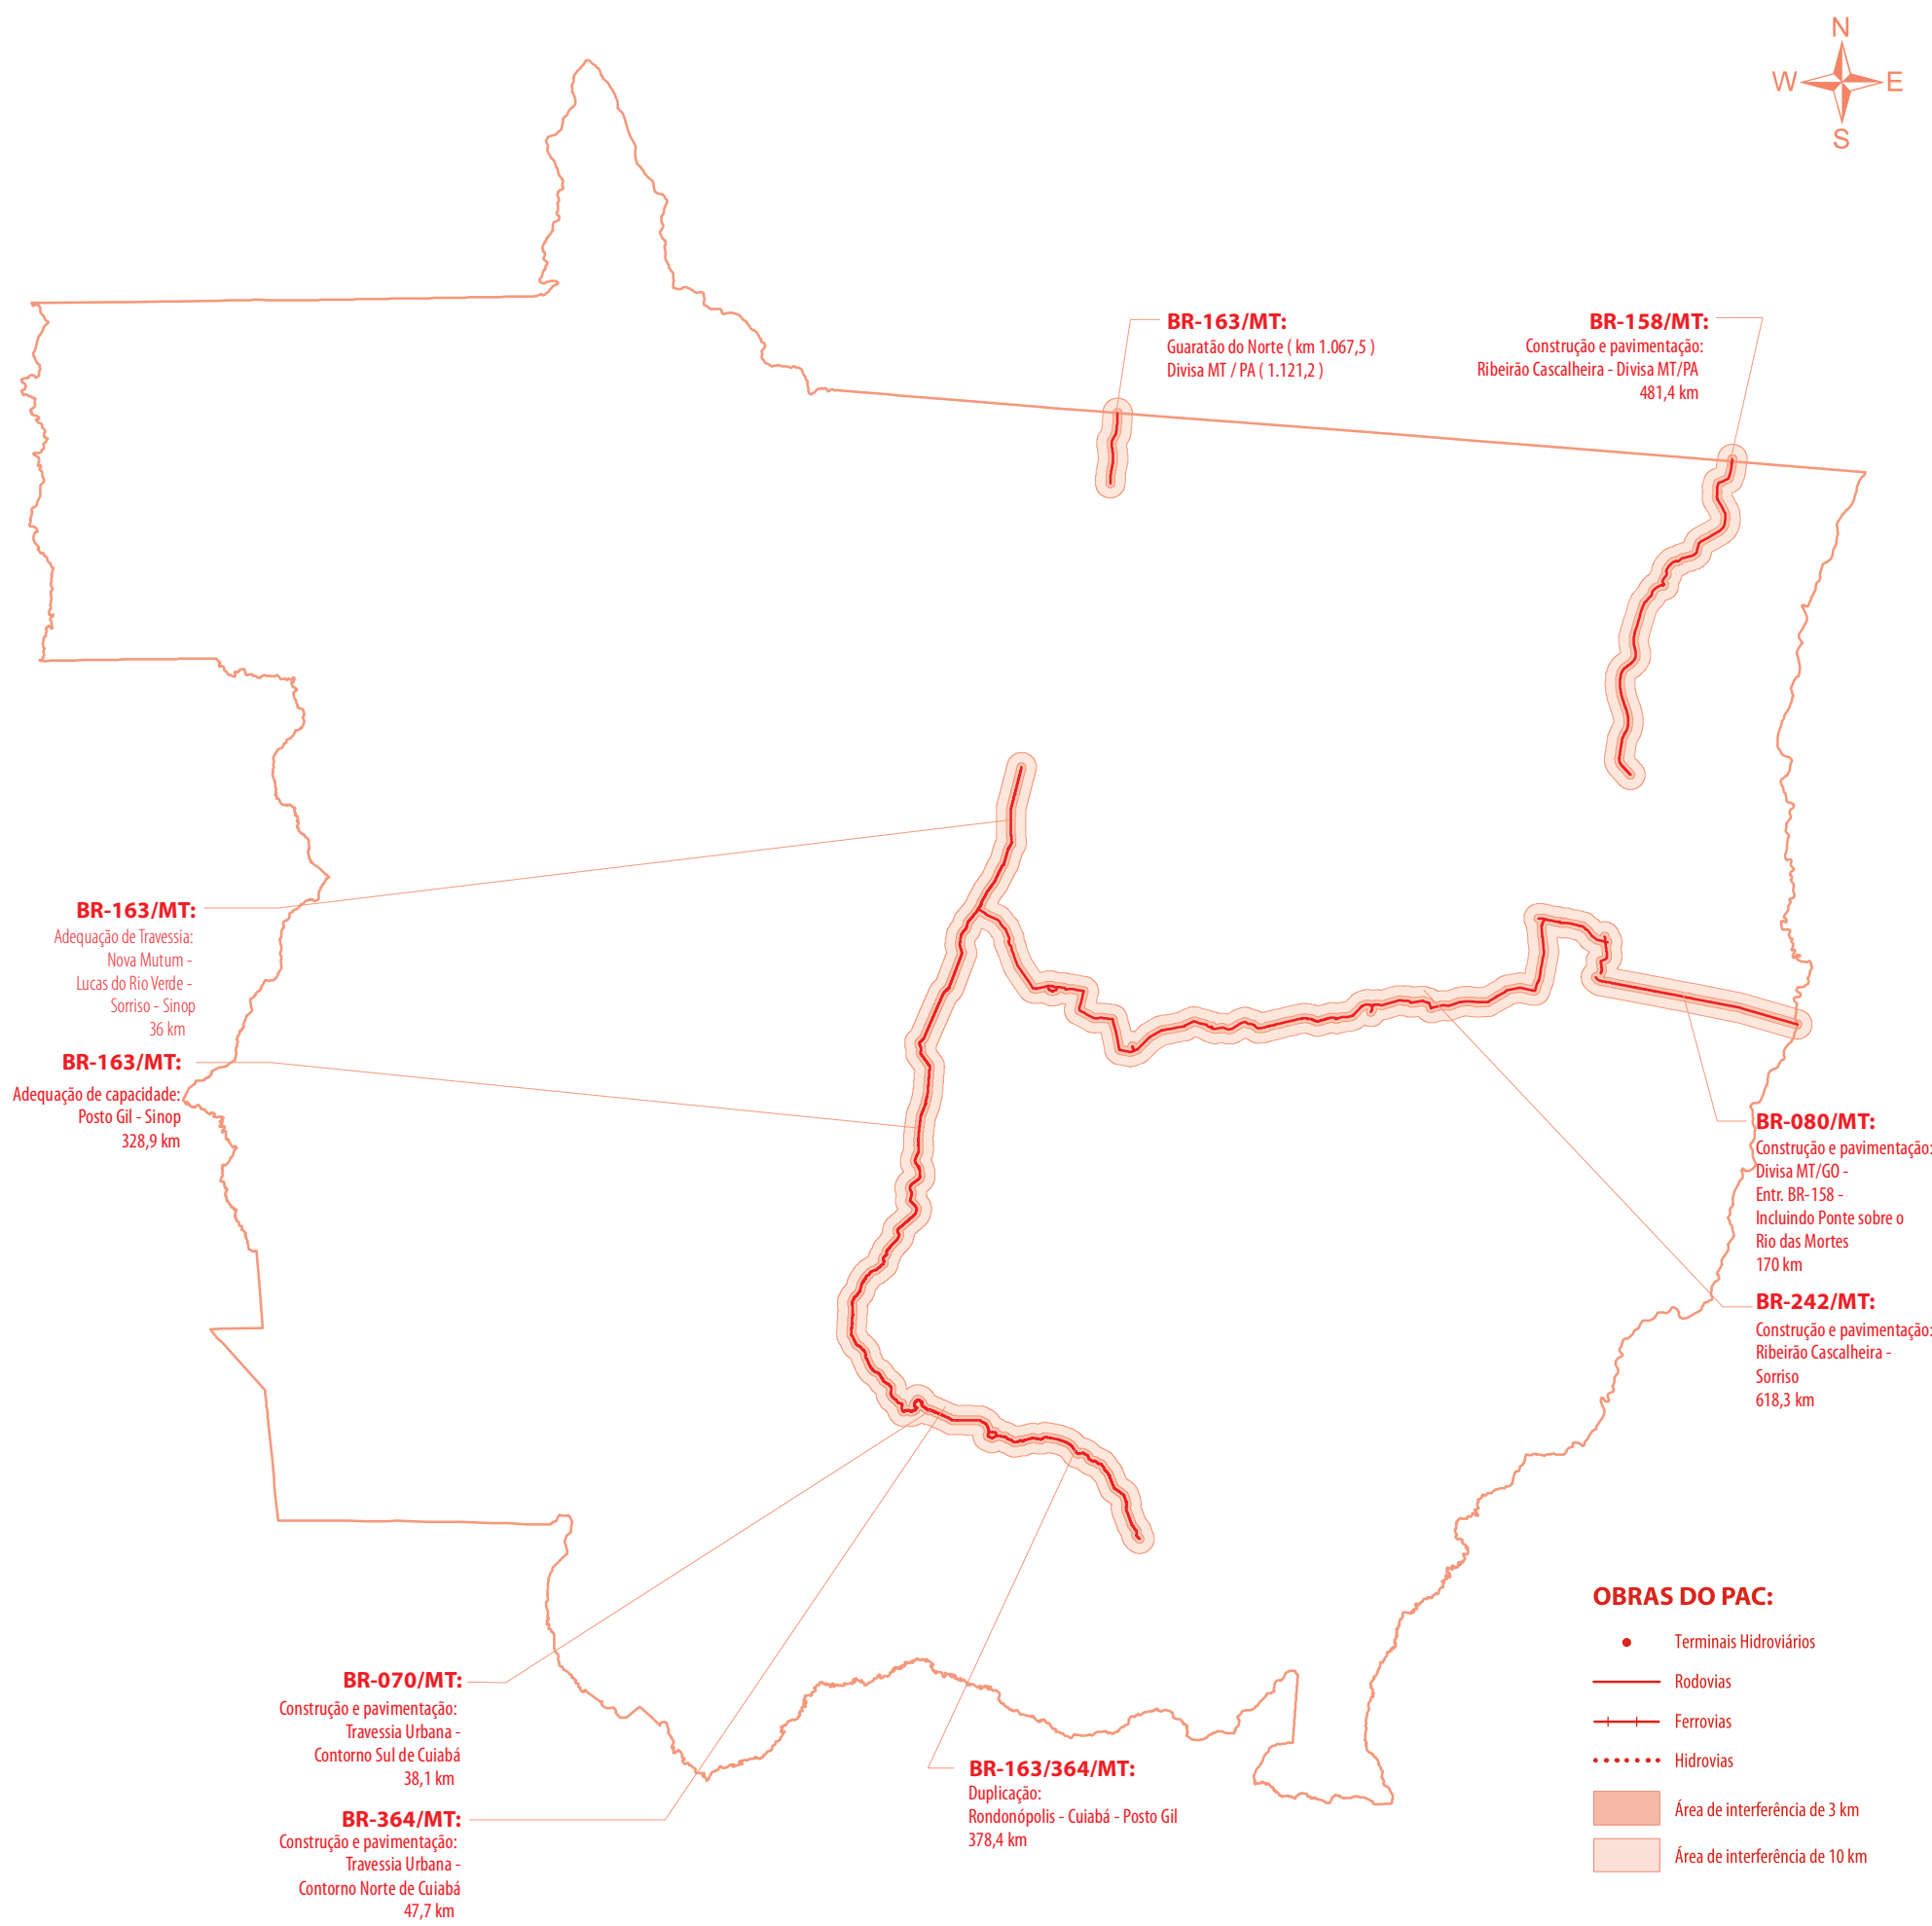 N
W E
S
BR-163/MT:
Guaratão do Norte ( km 1.067,5 )
Divisa MT / PA ( 1.121,2 )
BR-158/MT:
Construção e pavimentação:
Ribeirão Cascalheira - Divisa MT/PA
481,4 km
BR-163/MT:
Adequação de Travessia:
Nova Mutum -
Lucas do Rio Verde -
Sorriso - Sinop
36 km
BR-163/MT:
Adequação de capacidade:
Posto Gil - Sinop
328,9 km
BR-080/MT:
Construção e pavimentação:
Divisa MT/GO -
Entr. BR-158 -
Incluindo Ponte sobre o
Rio das Mortes
170 km
BR-242/MT:
Construção e pavimentação:
Ribeirão Cascalheira -
Sorriso
618,3 km
BR-070/MT:
Construção e pavimentação:
Travessia Urbana -
Contorno Sul de Cuiabá
38,1 km
BR-364/MT:
Construção e pavimentação:
Travessia Urbana -
Contorno Norte de Cuiabá
47,7 km
BR-163/364/MT:
Duplicação:
Rondonópolis - Cuiabá - Posto Gil
378,4 km
OBRAS DO PAC:
Terminais Hidroviários
Rodovias
Ferrovias
Hidrovias
Área de interferência de 3 km
Área de interferência de 10 km